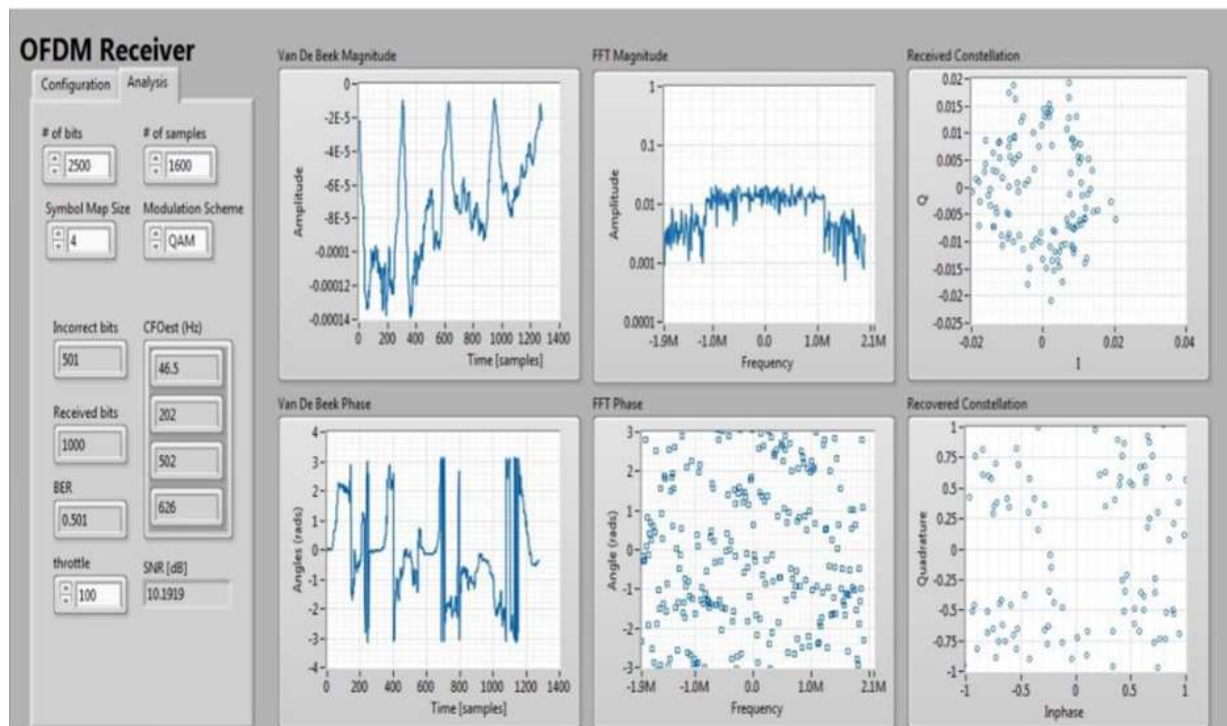 OFDM Receiver
Configuration Analysis
# of bits # of samples
2500 1600
Symbol Map Size Modulation Scheme
4 QAM
Incorrect bits CFOest (Hz)
501 46.5
202
Received bits
1000 502
BER
0.501 626
throttle SNR [dB]
100 10.1919
Van De Beek Magnitude
Amplitude
0
-2E-5
-4E-5
-6E-5
-8E-5
-0.0001
-0.00012
-0.00014
0 200 400 600 800 1000 1200 1400
Time [samples]
FFT Magnitude
Amplitude
1
0.1
0.01
0.001
0.0001
-1.9M -1.0M 0.0 1.0M 2.1M
Frequency
Received Constellation
Q
0.02
0.015
0.01
0.005
0
-0.005
-0.01
-0.015
-0.02
-0.025
-0.02 0 0.02 0.04
I
Van De Beek Phase
Angles (rads)
4
3
2
1
0
-1
-2
-3
-4
0 200 400 600 800 1000 1200 1400
Time [samples]
FFT Phase
Angle (rads)
3
2
1
0
-1
-2
-3
-1.9M -1.0M 0.0 1.0M 2.1M
Frequency
Recovered Constellation
Quadrature
1
0.75
0.5
0.25
0
-0.25
-0.5
-0.75
-1
-1 -0.5 0 0.5 1
Inphase